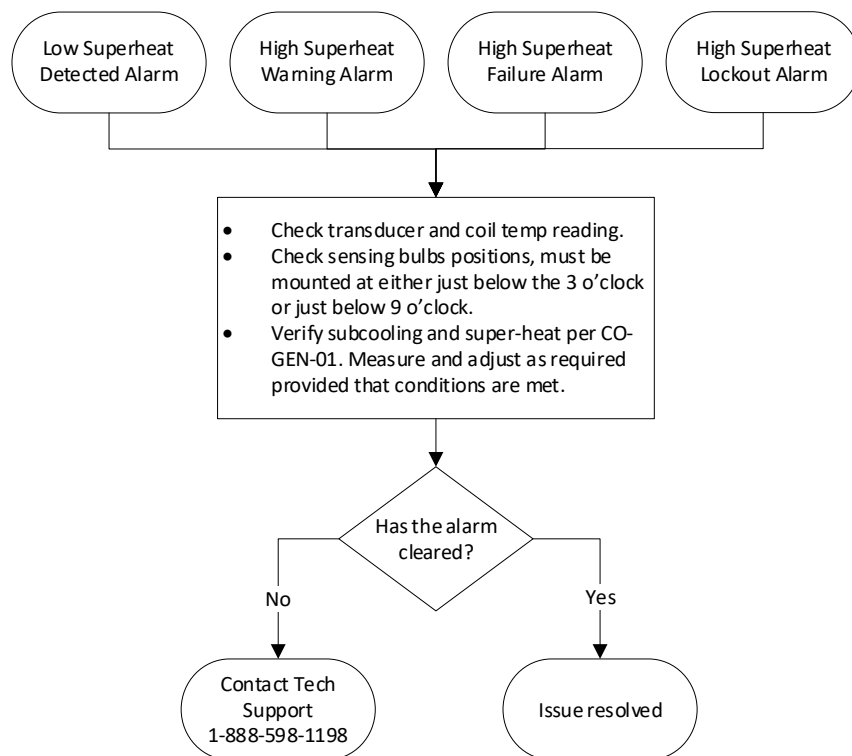 Low Superheat
Detected Alarm
High Superheat
Warning Alarm
High Superheat
Failure Alarm
High Superheat
Lockout Alarm
• Check transducer and coil temp reading.
• Check sensing bulbs positions, must be
mounted at either just below the 3 o’clock
or just below 9 o’clock.
• Verify subcooling and super-heat per CO-
GEN-01. Measure and adjust as required
provided that conditions are met.
Has the alarm
cleared?
No
Yes
Contact Tech
Support
1-888-598-1198
Issue resolved